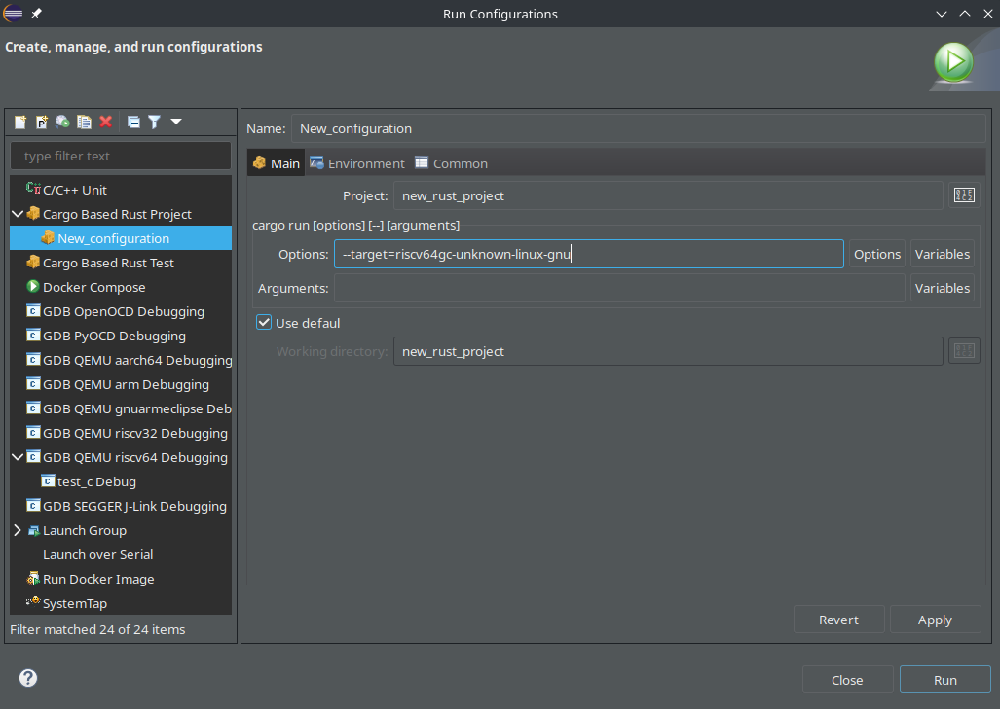 Run Configurations
Create, manage, and run configurations
type filter text
C/C++ Unit
Cargo Based Rust Project
New_configuration
Cargo Based Rust Test
Docker Compose
GDB OpenOCD Debugging
GDB PyOCD Debugging
GDB QEMU aarch64 Debugging
GDB QEMU arm Debugging
GDB QEMU gnuarmeclipse Deb
GDB QEMU riscv32 Debugging
GDB QEMU riscv64 Debugging
test_c Debug
GDB SEGGER J-Link Debugging
Launch Group
Launch over Serial
Run Docker Image
SystemTap
Filter matched 24 of 24 items
Name: New_configuration
Main Environment Common
Project: new_rust_project
cargo run [options] [--] [arguments]
Options: --target=riscv64gc-unknown-linux-gnu Options Variables
Arguments: Variables
Use defaul
Working directory: new_rust_project
Revert Apply
Close Run